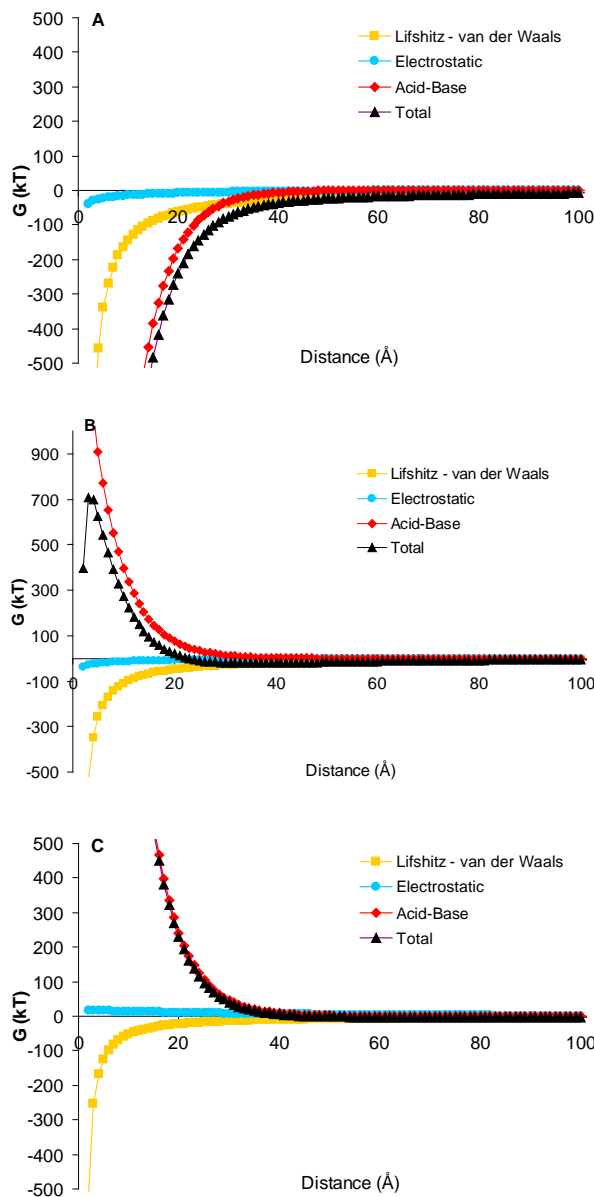 A
500
400
300
200
100
0
-100
-200
-300
-400
-500
G (kT)
0 20 40 60 80 100
Distance (Å)
Lifshitz - van der Waals
Electrostatic
Acid-Base
Total
B
900
700
500
300
100
-100
-300
-500
G (kT)
0 20 40 60 80 100
Distance (Å)
Lifshitz - van der Waals
Electrostatic
Acid-Base
Total
C
500
400
300
200
100
0
-100
-200
-300
-400
-500
G (kT)
0 20 40 60 80 100
Distance (Å)
Lifshitz - van der Waals
Electrostatic
Acid-Base
Total